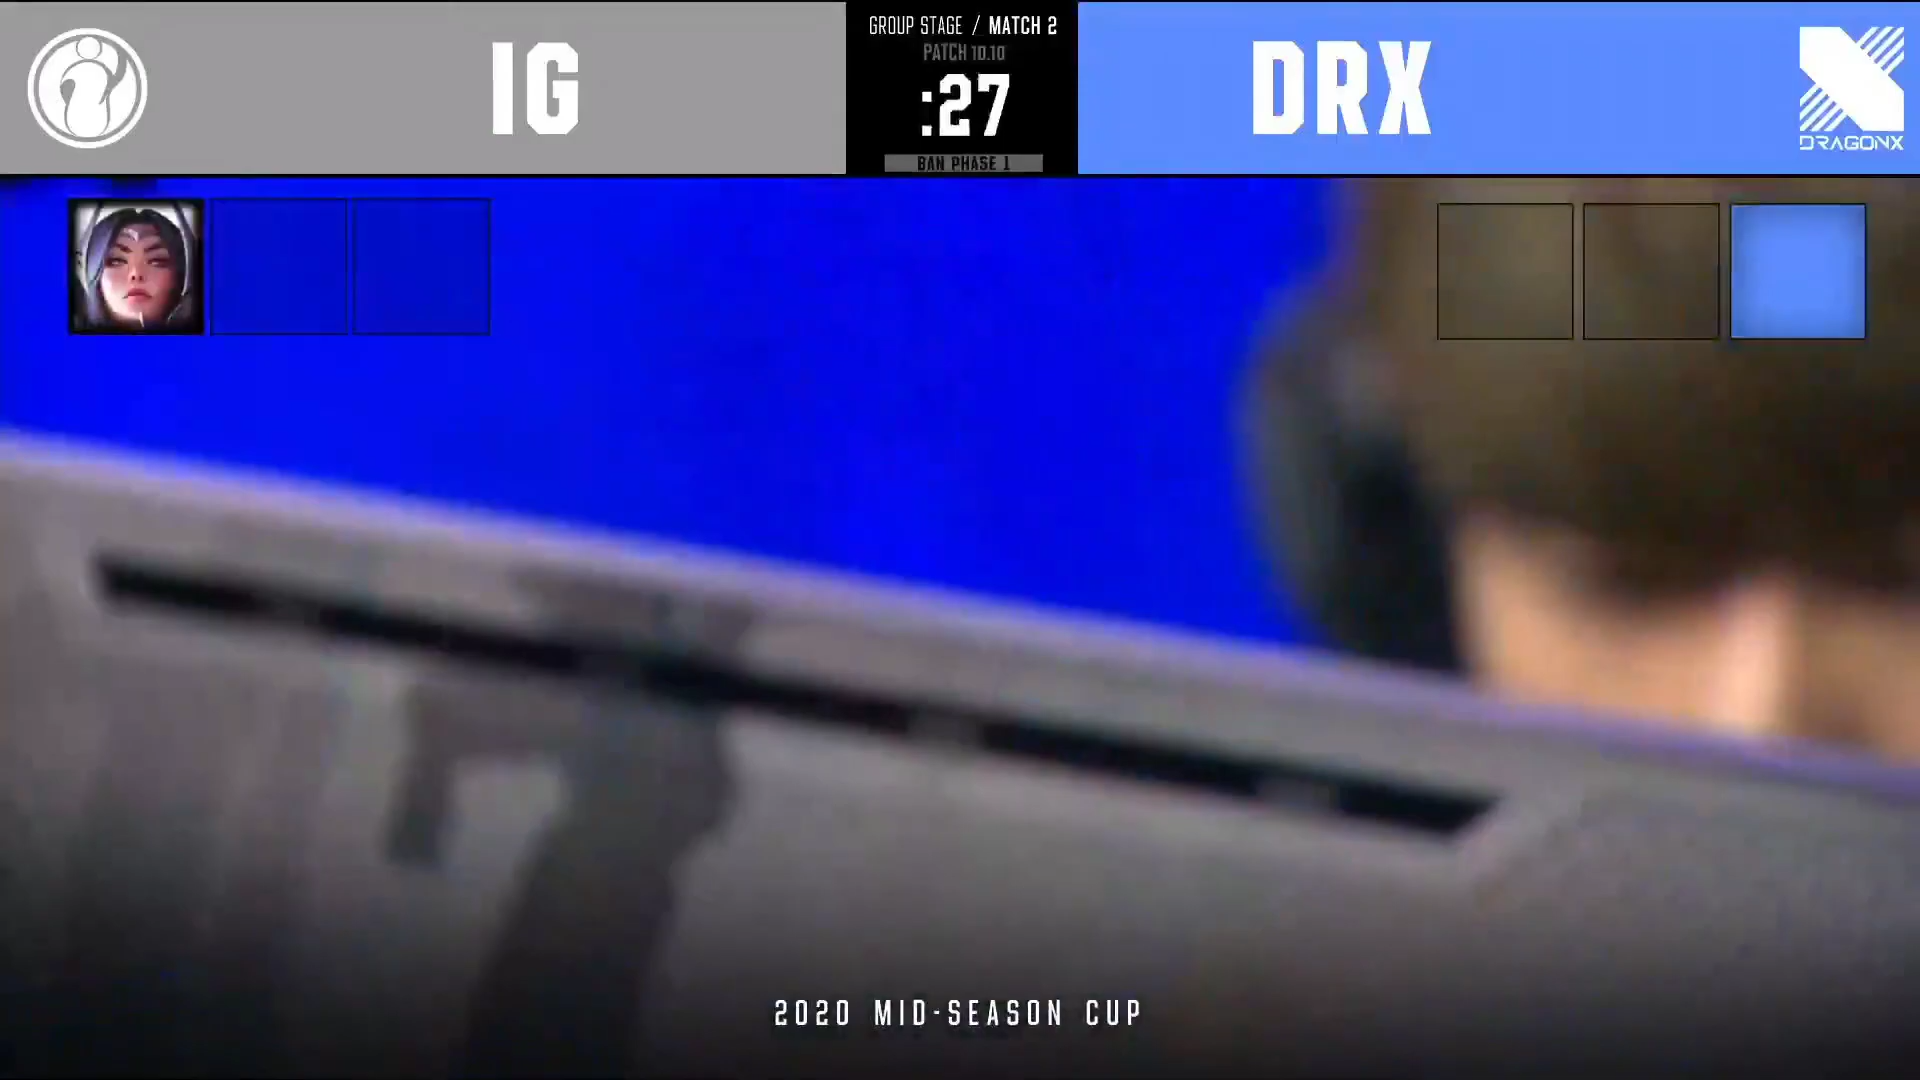 IG
GROUP STAGE / MATCH 2
PATCH 10.10
:27
BAN PHASE 1
DRX
DRAGONX
2020 MID-SEASON CUP